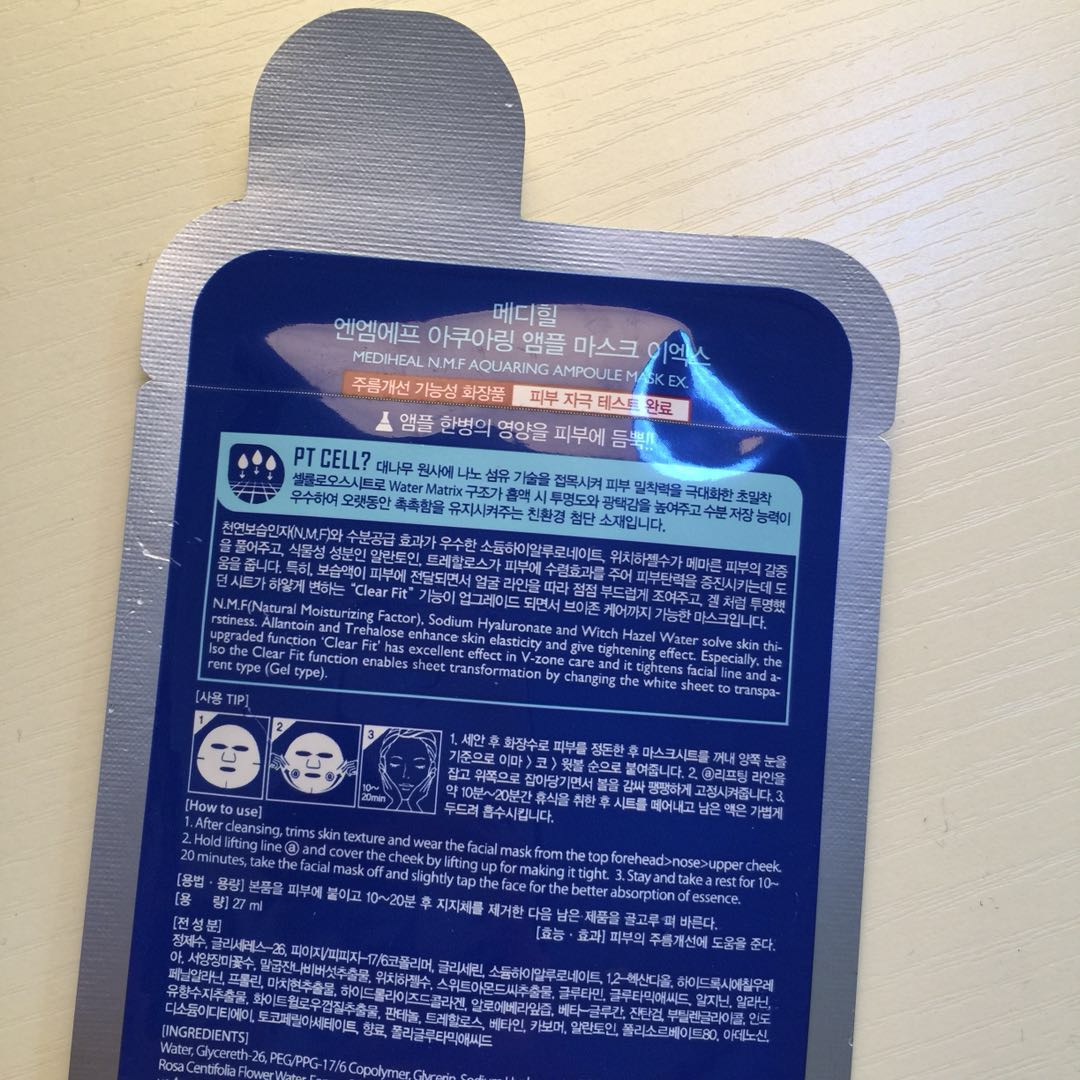 메디힐
엔엠에프 아쿠아링 앰플 마스크 이엑스
MEDIHEAL N.M.F AQUARING AMPOULE MASK EX.
주름개선 기능성 화장품 피부 자극 테스트 완료
앰플 한병의 영양을 피부에 듬뿍!!
PT CELL? 대나무 원사에 나노 섬유 기술을 접목시켜 피부 밀착력을 극대화한 초밀착
셀룰로오스시트로 Water Matrix 구조가 흡액 시 투명도와 광택감을 높여주고 수분 저장 능력이
우수하여 오랫동안 촉촉함을 유지시켜주는 친환경 첨단 소재입니다.
천연보습인자(N.M.F)와 수분공급 효과가 우수한 소듐하이알루로네이트, 위치하젤수가 메마른 피부의 갈증
을 풀어주고, 식물성 성분인 알란토인, 트레할로스가 피부에 수렴효과를 주어 피부탄력을 증진시키는데 도
움을 줍니다. 특히, 보습액이 피부에 전달되면서 얼굴 라인을 따라 점점 부드럽게 조여주고, 겔 처럼 투명했
던 시트가 하얗게 변하는 “Clear Fit” 기능이 업그레이드 되면서 브이존 케어까지 가능한 마스크입니다.
N.M.F(Natural Moisturizing Factor), Sodium Hyaluronate and Witch Hazel Water solve skin thi-
rstiness. Allantoin and Trehalose enhance skin elasticity and give tightening effect. Especially, the
upgraded function ‘Clear Fit’ has excellent effect in V-zone care and it tightens facial line and a-
lso the Clear Fit function enables sheet transformation by changing the white sheet to transpa-
rent type (Gel type).
[사용 TIP]
1 2 3
10~
20min
1. 세안 후 화장수로 피부를 정돈한 후 마스크시트를 꺼내 양쪽 눈을
기준으로 이마 > 코 > 윗볼 순으로 붙여줍니다. 2. ⓐ리프팅 라인을
잡고 위쪽으로 잡아당기면서 볼을 감싸 팽팽하게 고정시켜줍니다. 3.
약 10분~20분간 휴식을 취한 후 시트를 떼어내고 남은 액은 가볍게
두드려 흡수시킵니다.
[How to use]
1. After cleansing, trims skin texture and wear the facial mask from the top forehead>nose>upper cheek.
2. Hold lifting line ⓐ and cover the cheek by lifting up for making it tight. 3. Stay and take a rest for 10~
20 minutes, take the facial mask off and slightly tap the face for the better absorption of essence.
[용법 · 용량] 본품을 피부에 붙이고 10~20분 후 지지체를 제거한 다음 남은 제품을 골고루 펴 바른다.
[용 량] 27 ml [효능 · 효과] 피부의 주름개선에 도움을 준다.
[전 성 분]
정제수, 글리세레스-26, 피이지/피피지-17/6코폴리머, 글리세린, 소듐하이알루로네이트, 1,2-헥산디올, 하이드록시에칠우레
아, 서양장미꽃수, 말굽잔나비버섯추출물, 위치하젤수, 스위트아몬드씨추출물, 글루타민, 글루타믹애씨드, 알지닌, 알라닌,
페닐알라닌, 프롤린, 마치현추출물, 하이드롤라이즈드콜라겐, 알로에베라잎즙, 베타-글루칸, 잔탄검, 부틸렌글라이콜, 인도
유향수지추출물, 화이트윌로우껍질추출물, 판테놀, 트레할로스, 베타인, 카보머, 알란토인, 폴리소르베이트80, 아데노신,
디소듐이디티에이, 토코페릴아세테이트, 향료, 폴리글루타믹애씨드
[INGREDIENTS]
Water, Glycereth-26, PEG/PPG-17/6 Copolymer, Glycerin,
Rosa Centifolia Flower Water,